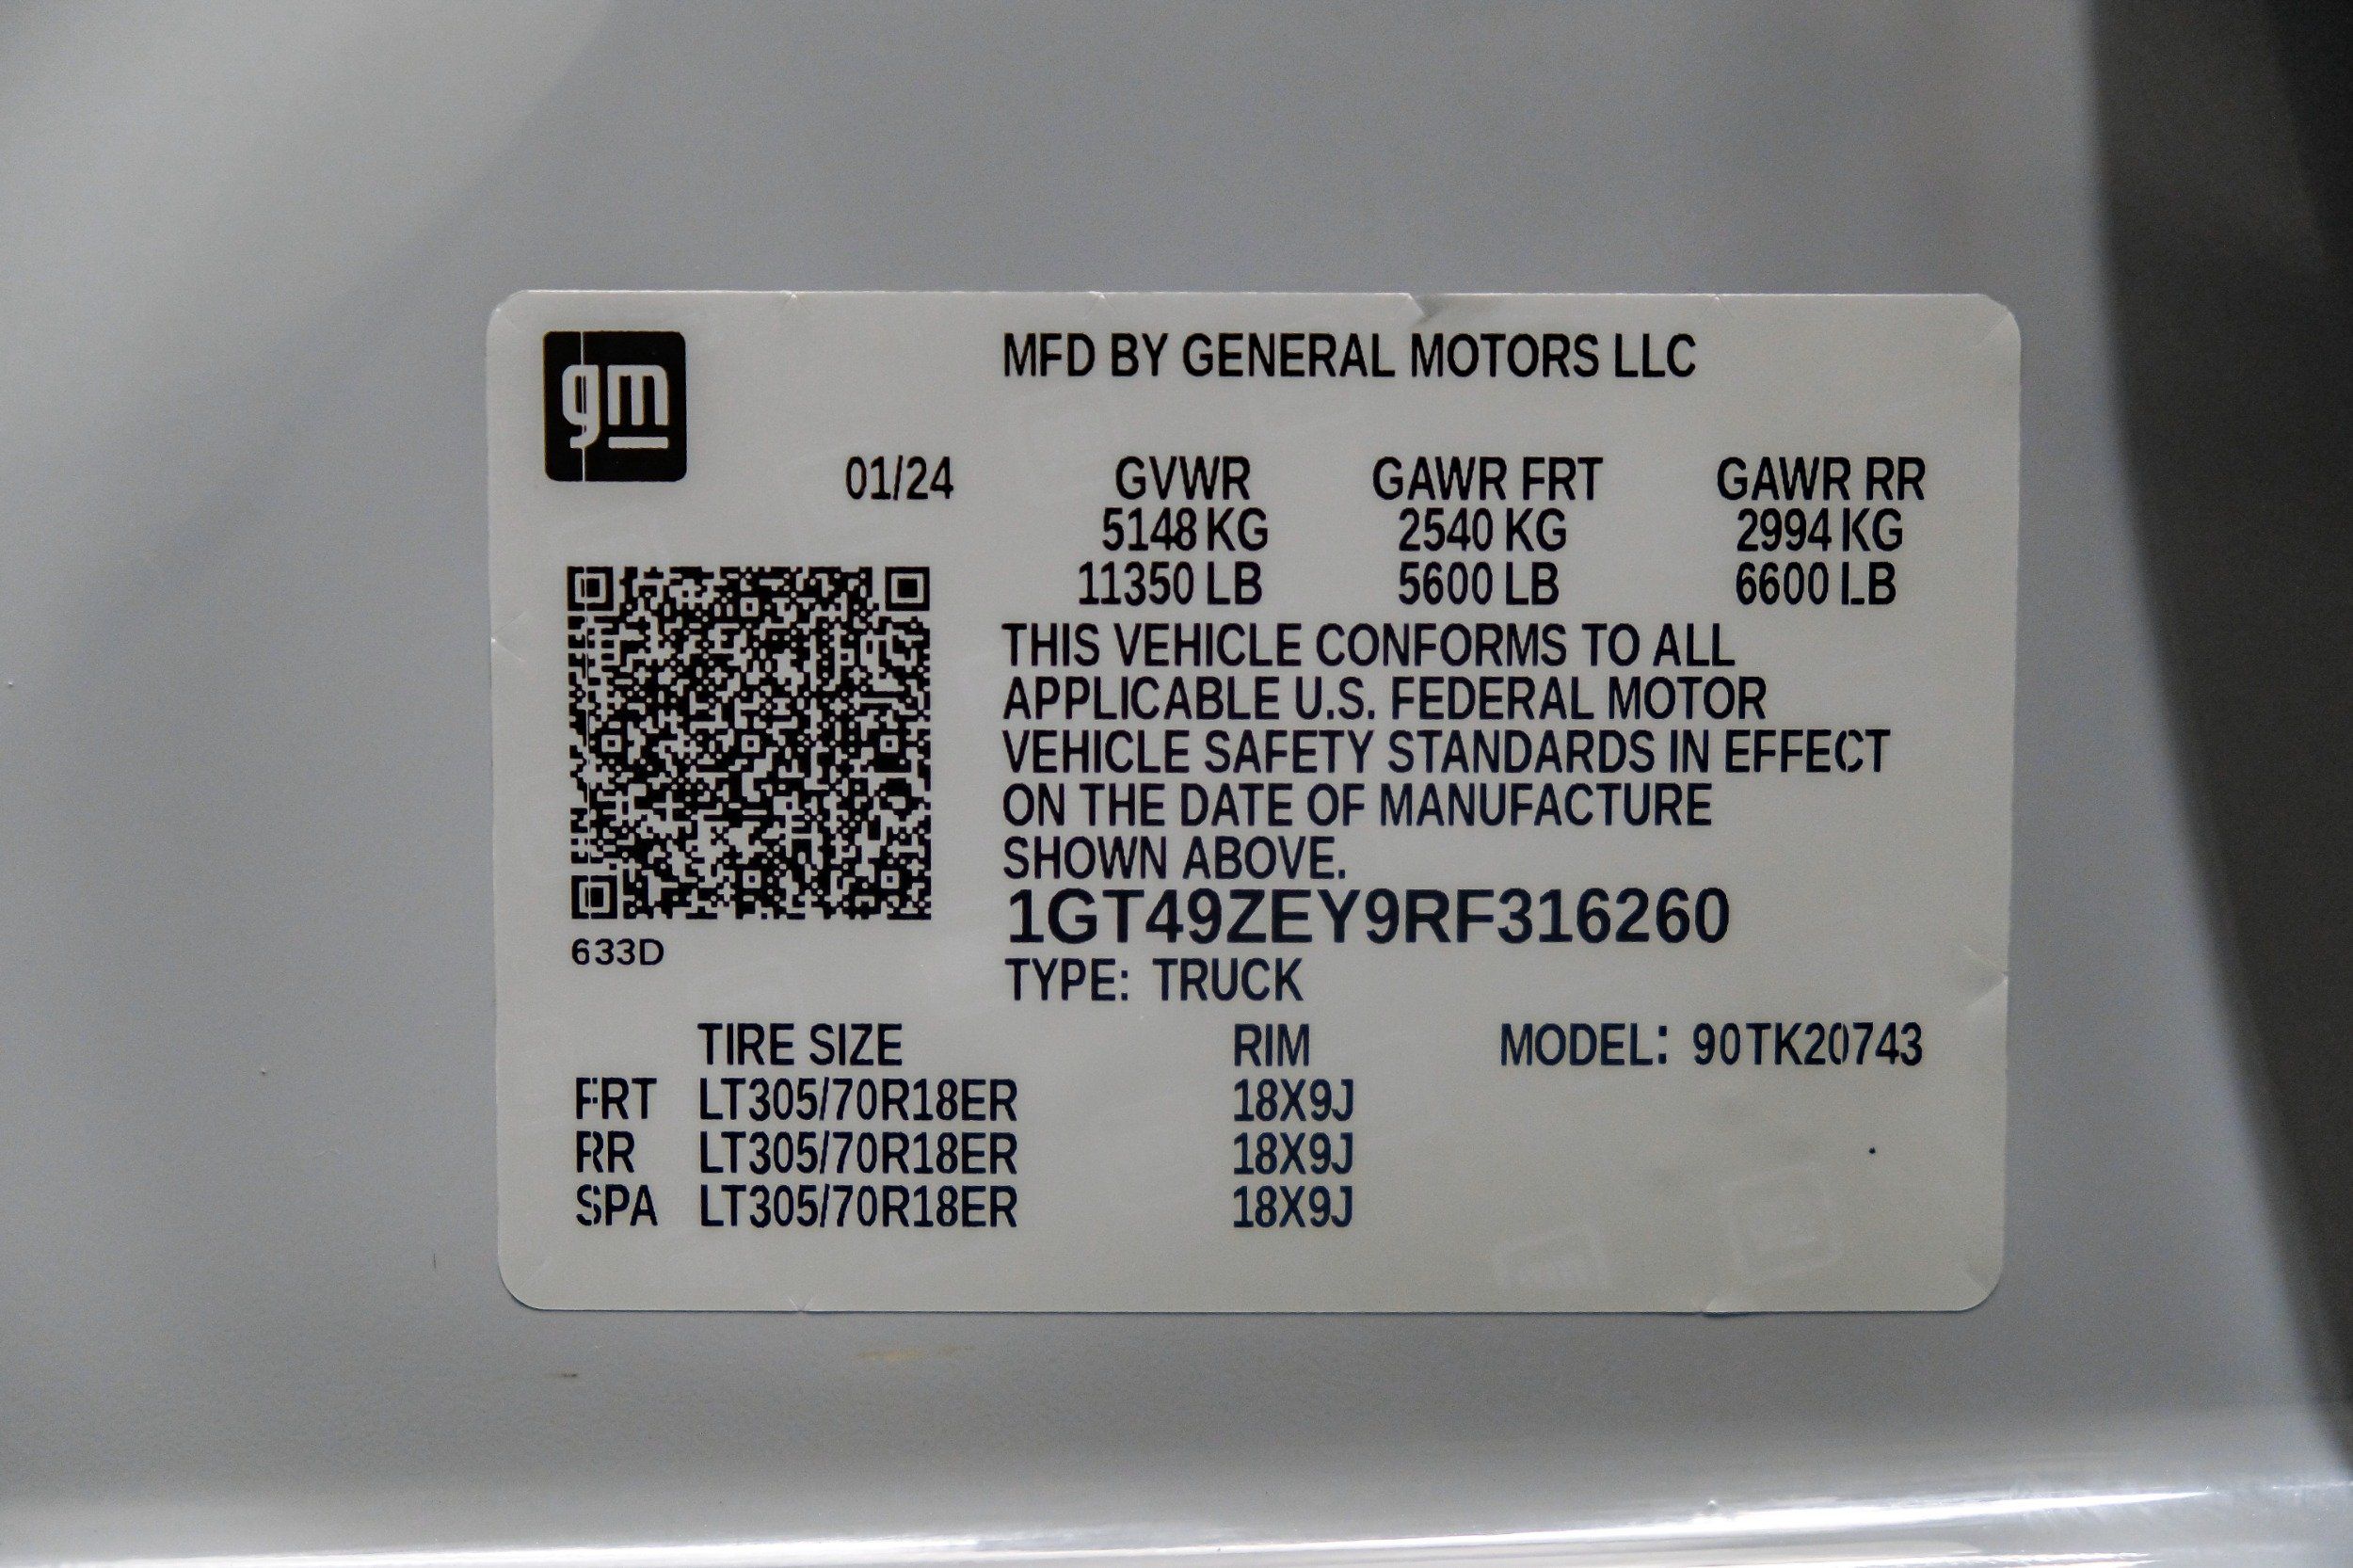 gm
MFD BY GENERAL MOTORS LLC
01/24 GVWR GAWR FRT GAWR RR
5148 KG 2540 KG 2994 KG
11350 LB 5600 LB 6600 LB
THIS VEHICLE CONFORMS TO ALL
APPLICABLE U.S. FEDERAL MOTOR
VEHICLE SAFETY STANDARDS IN EFFECT
ON THE DATE OF MANUFACTURE
SHOWN ABOVE.
1GT49ZEY9RF316260
633D
TYPE: TRUCK
TIRE SIZE RIM MODEL: 90TK20743
FRT LT305/70R18ER 18X9J
RR LT305/70R18ER 18X9J
SPA LT305/70R18ER 18X9J